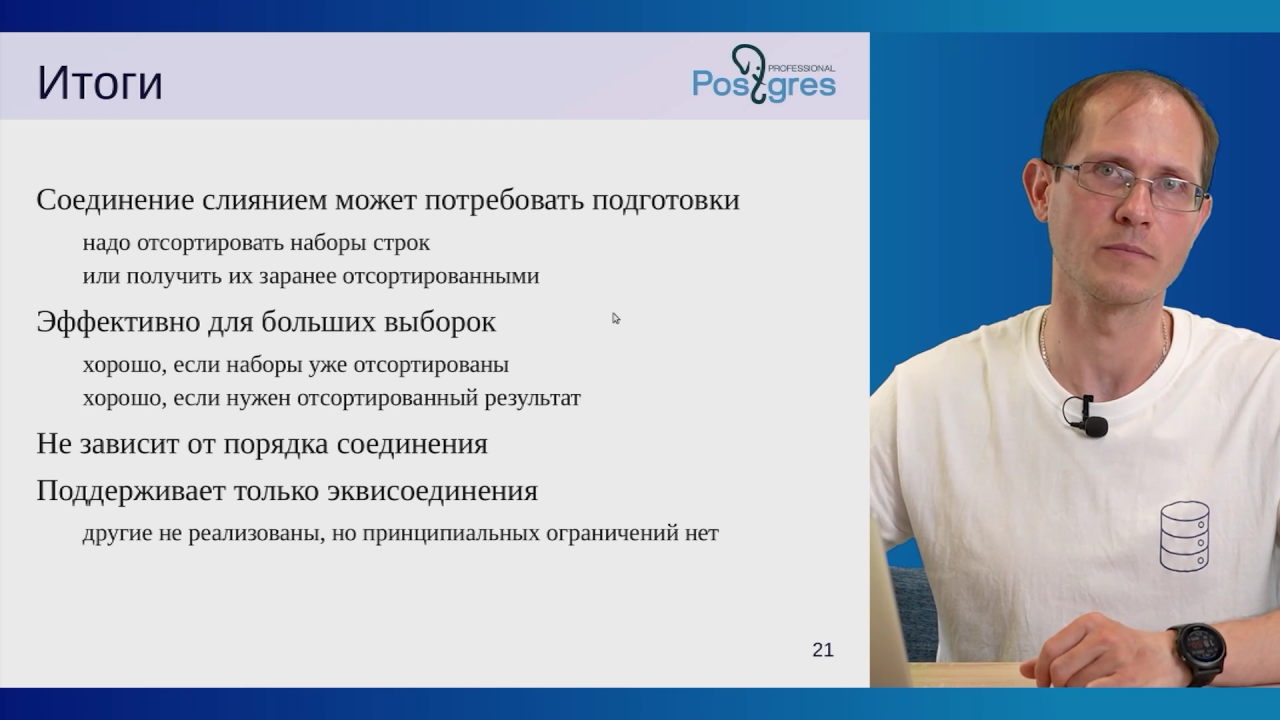 Итоги
PROFESSIONAL
Postgres
Соединение слиянием может потребовать подготовки
надо отсортировать наборы строк
или получить их заранее отсортированными
Эффективно для больших выборок
хорошо, если наборы уже отсортированы
хорошо, если нужен отсортированный результат
Не зависит от порядка соединения
Поддерживает только эквисоединения
другие не реализованы, но принципиальных ограничений нет
21